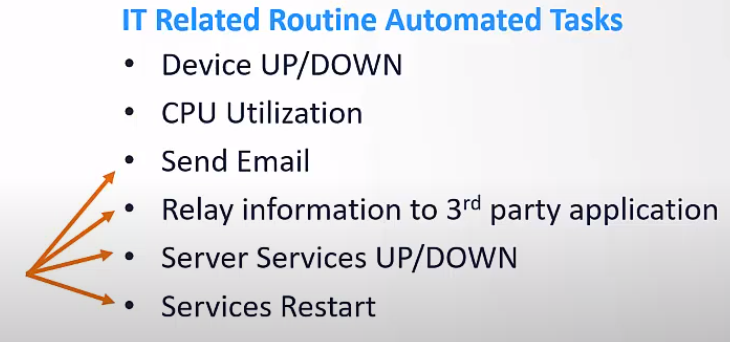 IT Related Routine Automated Tasks
• Device UP/DOWN
• CPU Utilization
• Send Email
• Relay information to 3rd party application
• Server Services UP/DOWN
• Services Restart